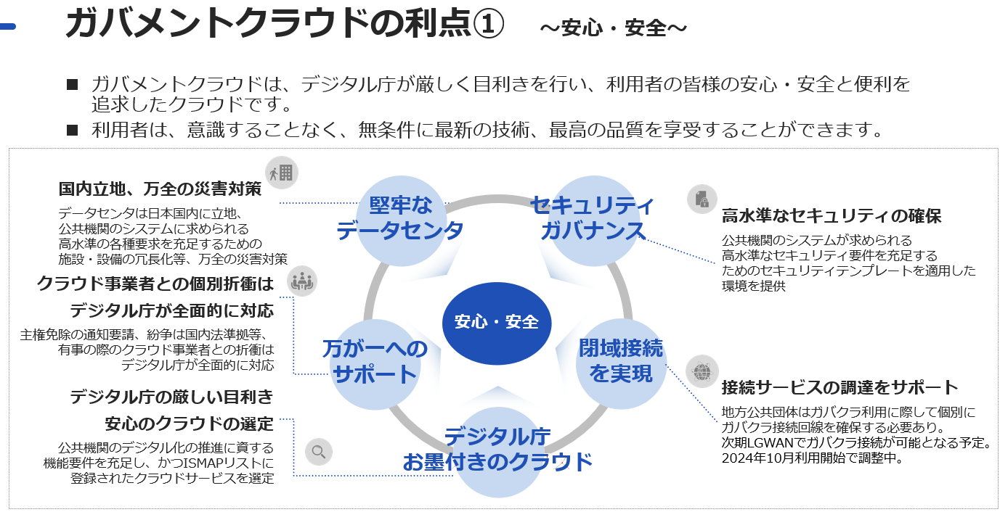 ガバメントクラウドの利点① ～安心・安全～
■ ガバメントクラウドは、デジタル庁が厳しく目利きを行い、利用者の皆様の安心・安全と便利を
追求したクラウドです。
■ 利用者は、意識することなく、無条件に最新の技術、最高の品質を享受することができます。
国内立地、万全の災害対策
データセンタは日本国内に立地、
公共機関のシステムに求められる
高水準の各種要求を充足するための
施設・設備の冗長化等、万全の災害対策
クラウド事業者との個別折衝は
デジタル庁が全面的に対応
主権免除の通知要請、紛争は国内法準拠等、
有事の際のクラウド事業者との折衝は
デジタル庁が全面的に対応
デジタル庁の厳しい目利き
安心のクラウドの選定
公共機関のデジタル化の推進に資する
機能要件を充足し、かつISMAPリストに
登録されたクラウドサービスを選定
堅牢な
データセンタ
セキュリティ
ガバナンス
安心・安全
万が一への
サポート
閉域接続
を実現
デジタル庁
お墨付きのクラウド
高水準なセキュリティの確保
公共機関のシステムが求められる
高水準なセキュリティ要件を充足する
ためのセキュリティテンプレートを適用した
環境を提供
接続サービスの調達をサポート
地方公共団体はガバクラ利用に際して個別に
ガバクラ接続回線を確保する必要あり。
次期LGWANでガバクラ接続が可能となる予定。
2024年10月利用開始で調整中。